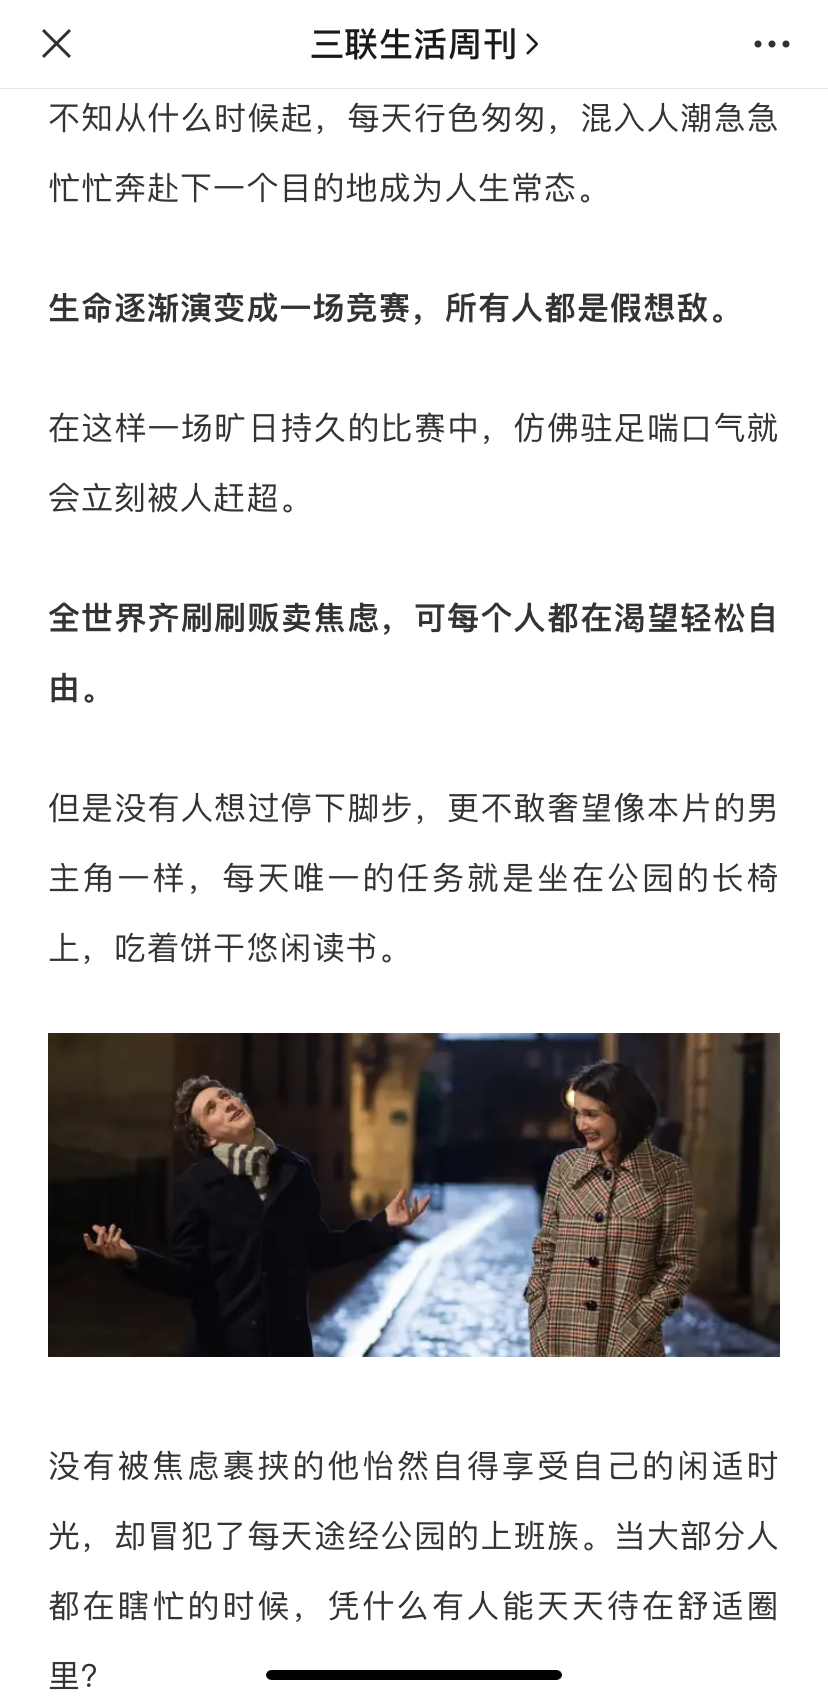 三联生活周刊
不知从什么时候起，每天行色匆匆，混入人潮急急
忙忙奔赴下一个目的地成为人生常态。
生命逐渐演变成一场竞赛，所有人都是假想敌。
在这样一场旷日持久的比赛中，仿佛驻足喘口气就
会立刻被人赶超。
全世界齐刷刷贩卖焦虑，可每个人都在渴望轻松自
由。
但是没有人想过停下脚步，更不敢奢望像本片的男
主角一样，每天唯一的任务就是坐在公园的长椅
上，吃着饼干悠闲读书。
没有被焦虑裹挟的他怡然自得享受自己的闲适时
光，却冒犯了每天途经公园的上班族。当大部分人
都在瞎忙的时候，凭什么有人能天天待在舒适圈
里?